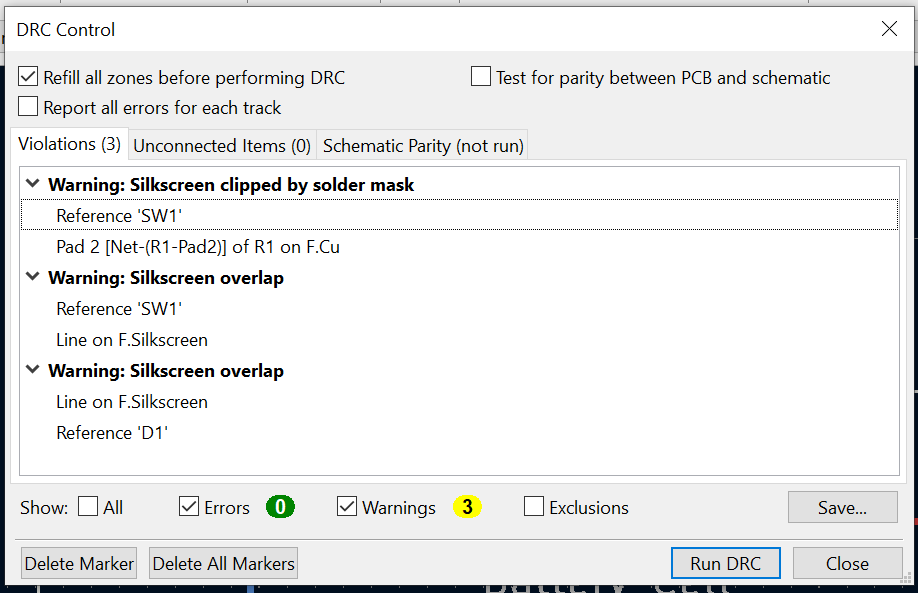 DRC Control
Refill all zones before performing DRC
Test for parity between PCB and schematic
Report all errors for each track
Violations (3) Unconnected Items (0) Schematic Parity (not run)
Warning: Silkscreen clipped by solder mask
Reference 'SW1'
Pad 2 [Net-(R1-Pad2)] of R1 on F.Cu
Warning: Silkscreen overlap
Reference 'SW1'
Line on F.Silkscreen
Warning: Silkscreen overlap
Line on F.Silkscreen
Reference 'D1'
Show: All Errors 0 Warnings 3 Exclusions Save...
Delete Marker Delete All Markers Run DRC Close